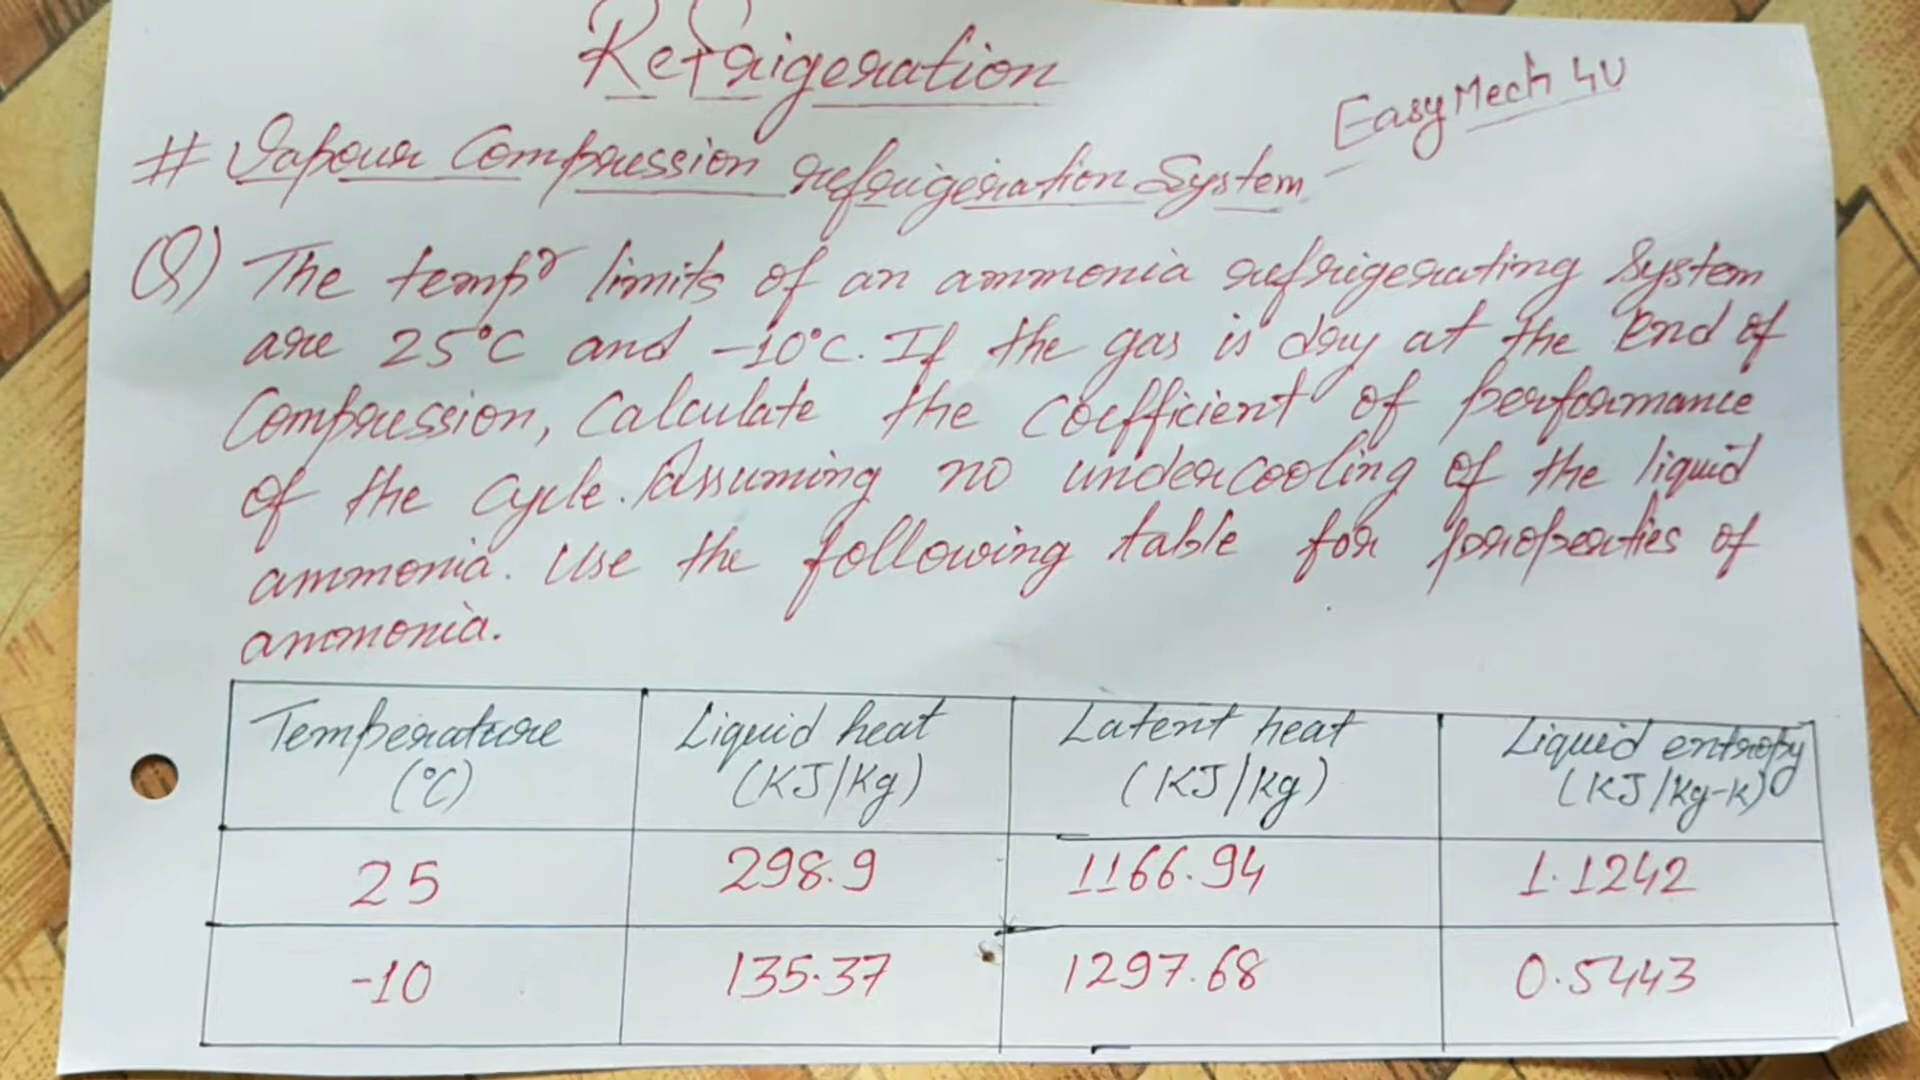 Refrigeration
EasyMech 4U
# Vapour Compression refrigeration System
Q) The tempr limits of an ammonia refrigerating System
are 25°C and -10°C. If the gas is dry at the End of
Compression, Calculate the Coefficient of performance
of the Cycle. Assuming no undercooling of the liquid
ammonia. Use the following table for properties of
ammonia.
Temperature (°C) Liquid heat (KJ/Kg) Latent heat (KJ/Kg) Liquid entropy (KJ/Kg-K)
25 298.9 1166.94 1.1242
-10 135.37 1297.68 0.5443